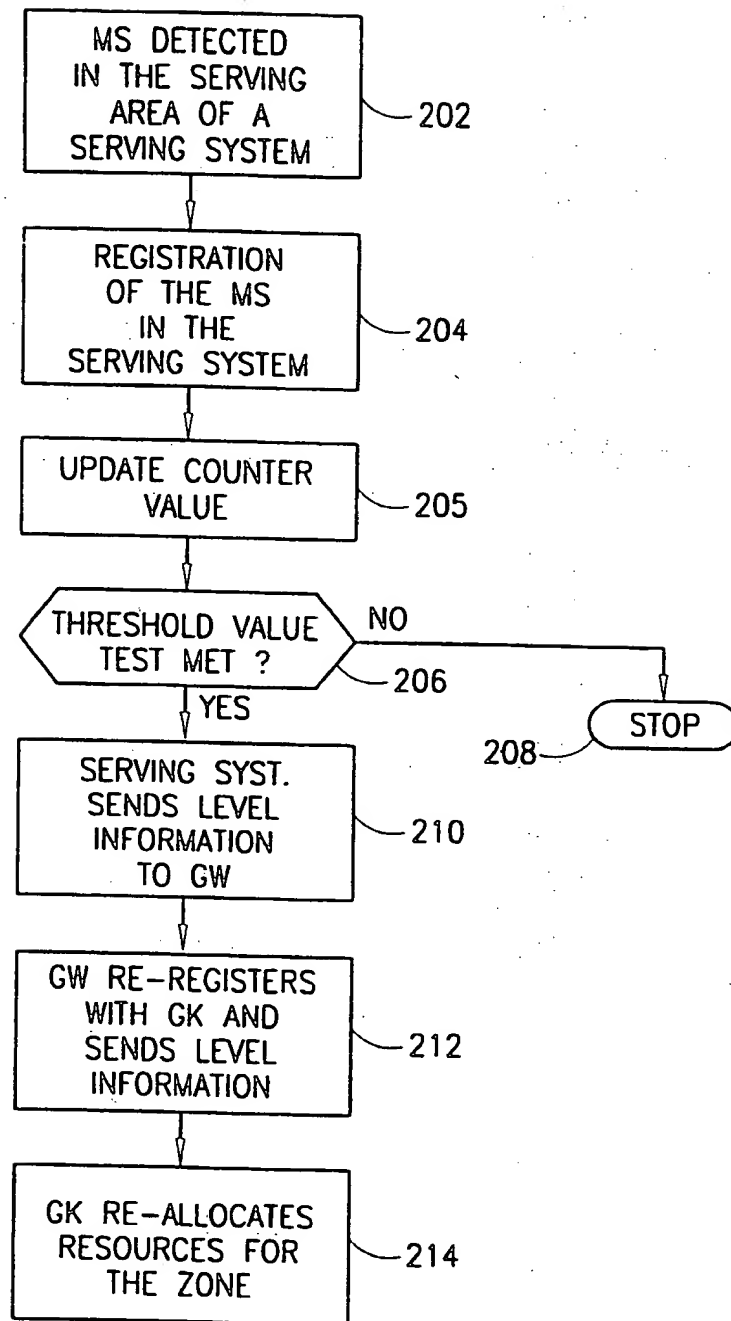 MS DETECTED
IN THE SERVING
AREA OF A
SERVING SYSTEM
202
REGISTRATION
OF THE MS
IN THE
SERVING SYSTEM
204
UPDATE COUNTER
VALUE
205
THRESHOLD VALUE
TEST MET ?
206
NO
YES
STOP
208
SERVING SYST.
SENDS LEVEL
INFORMATION
TO GW
210
GW RE-REGISTERS
WITH GK AND
SENDS LEVEL
INFORMATION
212
GK RE-ALLOCATES
RESOURCES FOR
THE ZONE
214